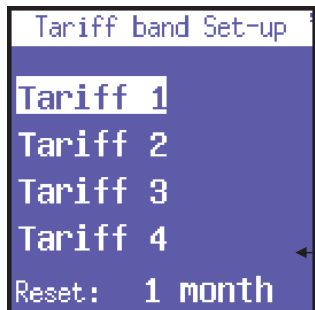 Tariff band Set-up
Tariff 1
Tariff 2
Tariff 3
Tariff 4
Reset: 1 month